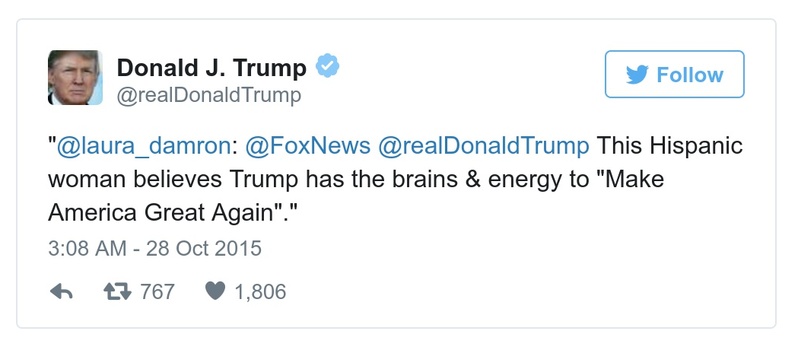 Donald J. Trump
@realDonaldTrump
Follow
"@laura_damron: @FoxNews @realDonaldTrump This Hispanic
woman believes Trump has the brains & energy to "Make
America Great Again"."
3:08 AM - 28 Oct 2015
767 1,806